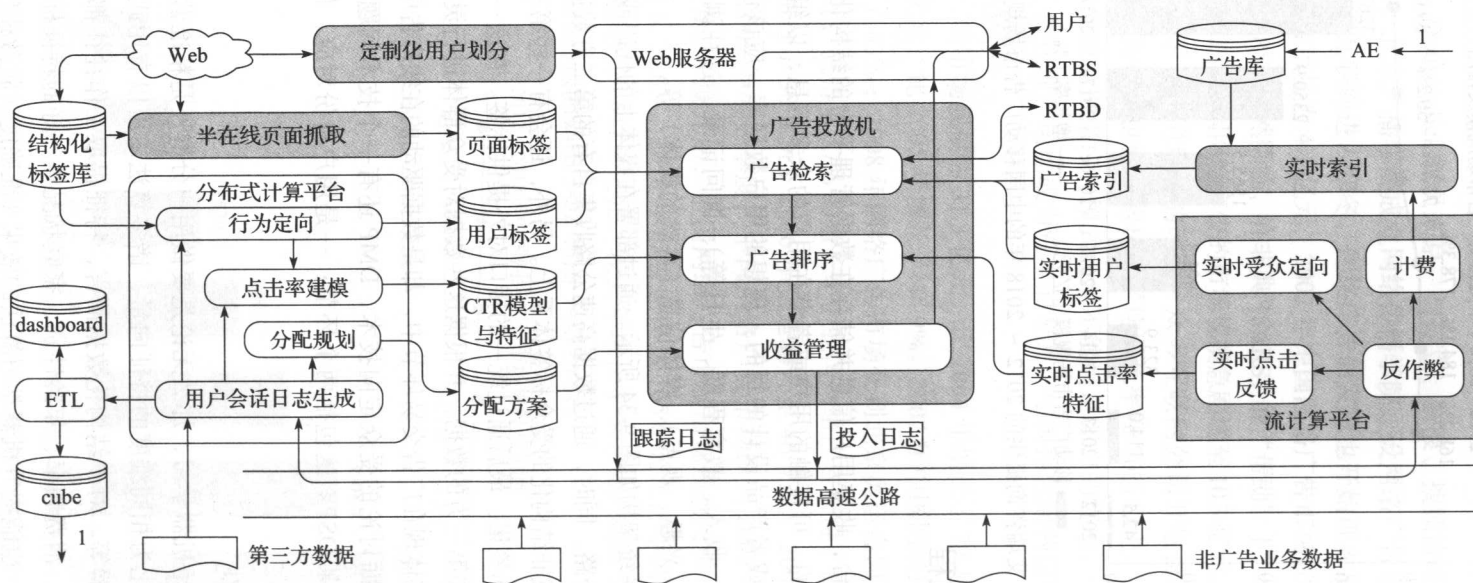 Web
定制化用户划分
Web服务器
用户
RTBS
RTBD
广告库
AE
1
结构化
标签库
半在线页面抓取
页面标签
广告投放机
广告检索
广告索引
实时索引
分布式计算平台
行为定向
用户标签
广告排序
实时用户
标签
实时受众定向
计费
点击率建模
CTR模型
与特征
dashboard
分配规划
收益管理
实时点击率
特征
实时点击
反馈
反作弊
ETL
用户会话日志生成
分配方案
流计算平台
跟踪日志
投入日志
cube
数据高速公路
1
第三方数据
非广告业务数据